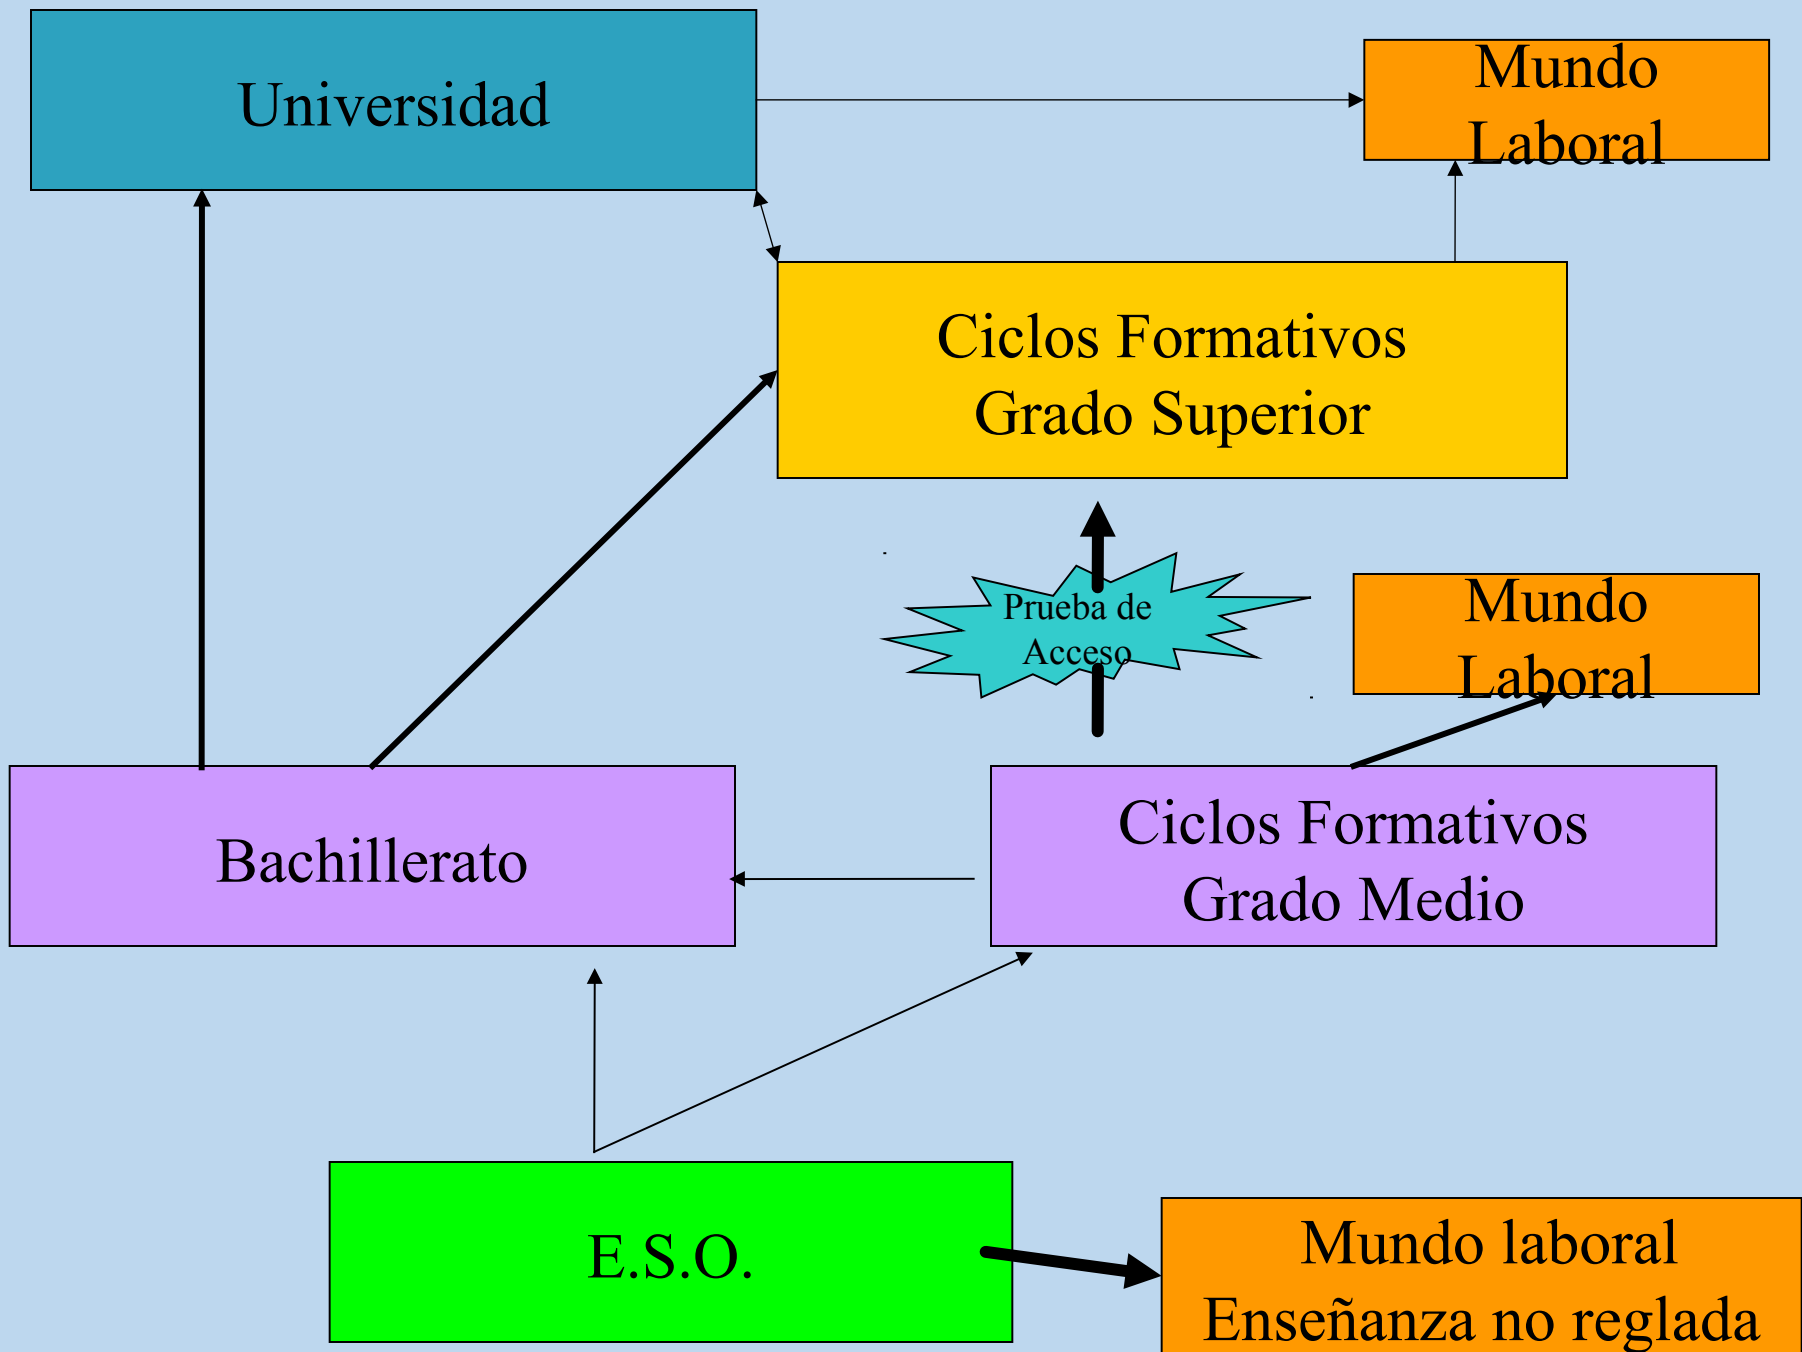 Universidad
Mundo
Laboral
Ciclos Formativos
Grado Superior
Prueba de
Acceso
Mundo
Laboral
Bachillerato
Ciclos Formativos
Grado Medio
E.S.O.
Mundo laboral
Enseñanza no reglada